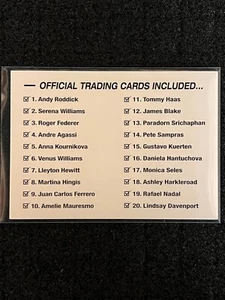 — OFFICIAL TRADING CARDS INCLUDED...
☑ 1. Andy Roddick
☑ 2. Serena Williams
☑ 3. Roger Federer
☑ 4. Andre Agassi
☑ 5. Anna Kournikova
☑ 6. Venus Williams
☑ 7. Lleyton Hewitt
☑ 8. Martina Hingis
☑ 9. Juan Carlos Ferrero
☑ 10. Amelie Mauresmo
☑ 11. Tommy Haas
☑ 12. James Blake
☑ 13. Paradorn Srichaphan
☑ 14. Pete Sampras
☑ 15. Gustavo Kuerten
☑ 16. Daniela Hantuchova
☑ 17. Monica Seles
☑ 18. Ashley Harkleroad
☑ 19. Rafael Nadal
☑ 20. Lindsay Davenport